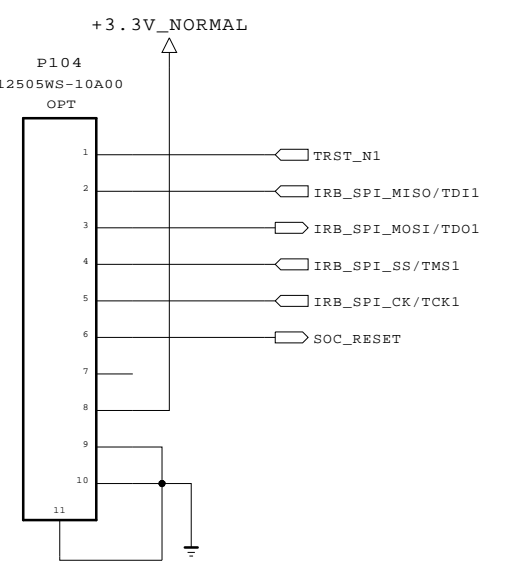 +3.3V_NORMAL
P104
12505WS-10A00
OPT
1
TRST_N1
2
IRB_SPI_MISO/TDI1
3
IRB_SPI_MOSI/TDO1
4
IRB_SPI_SS/TMS1
5
IRB_SPI_CK/TCK1
6
SOC_RESET
7
8
9
10
11